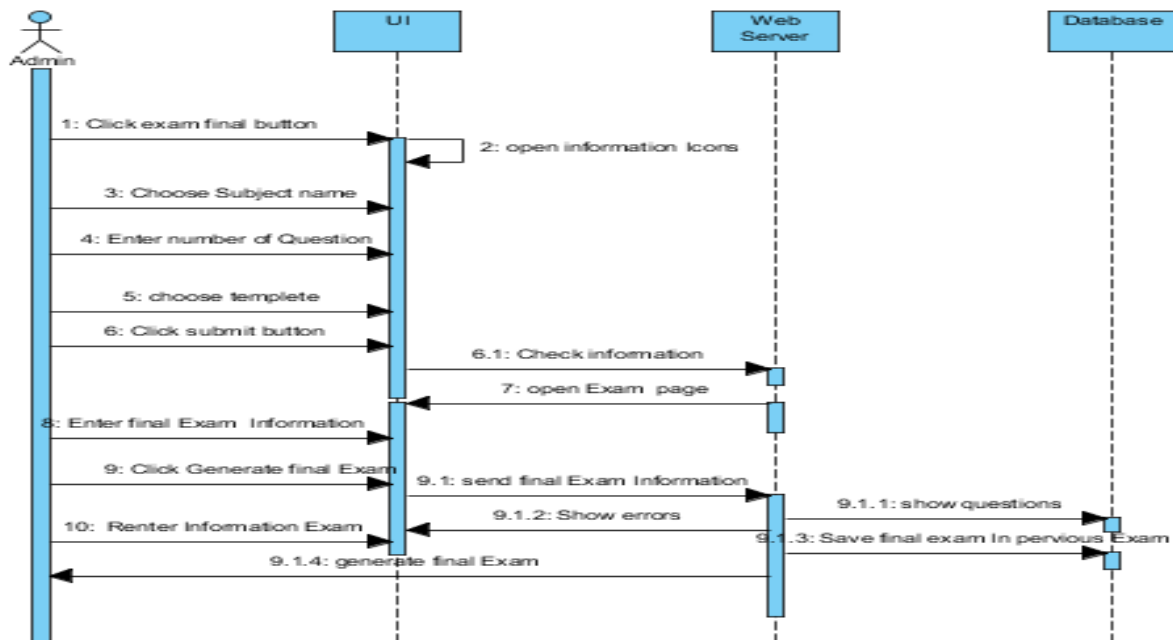 UI
Web
Server
Database
Admin
1: Click exam final button
2: open information Icons
3: Choose Subject name
4: Enter number of Question
5: choose templete
6: Click submit button
6.1: Check information
7: open Exam page
8: Enter final Exam Information
9: Click Generate final Exam
9.1: send final Exam Information
9.1.1: show questions
9.1.2: Show errors
10: Renter Information Exam
9.1.3: Save final exam In pervious Exam
9.1.4: generate final Exam